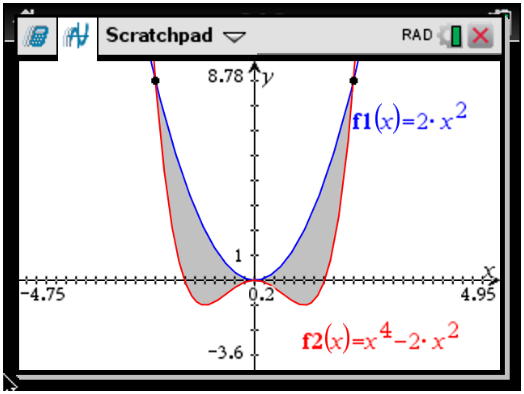 Scratchpad RAD
8.78 y
f1(x)=2·x²
1
x
-4.75 0.2 4.95
f2(x)=x⁴-2·x²
-3.6